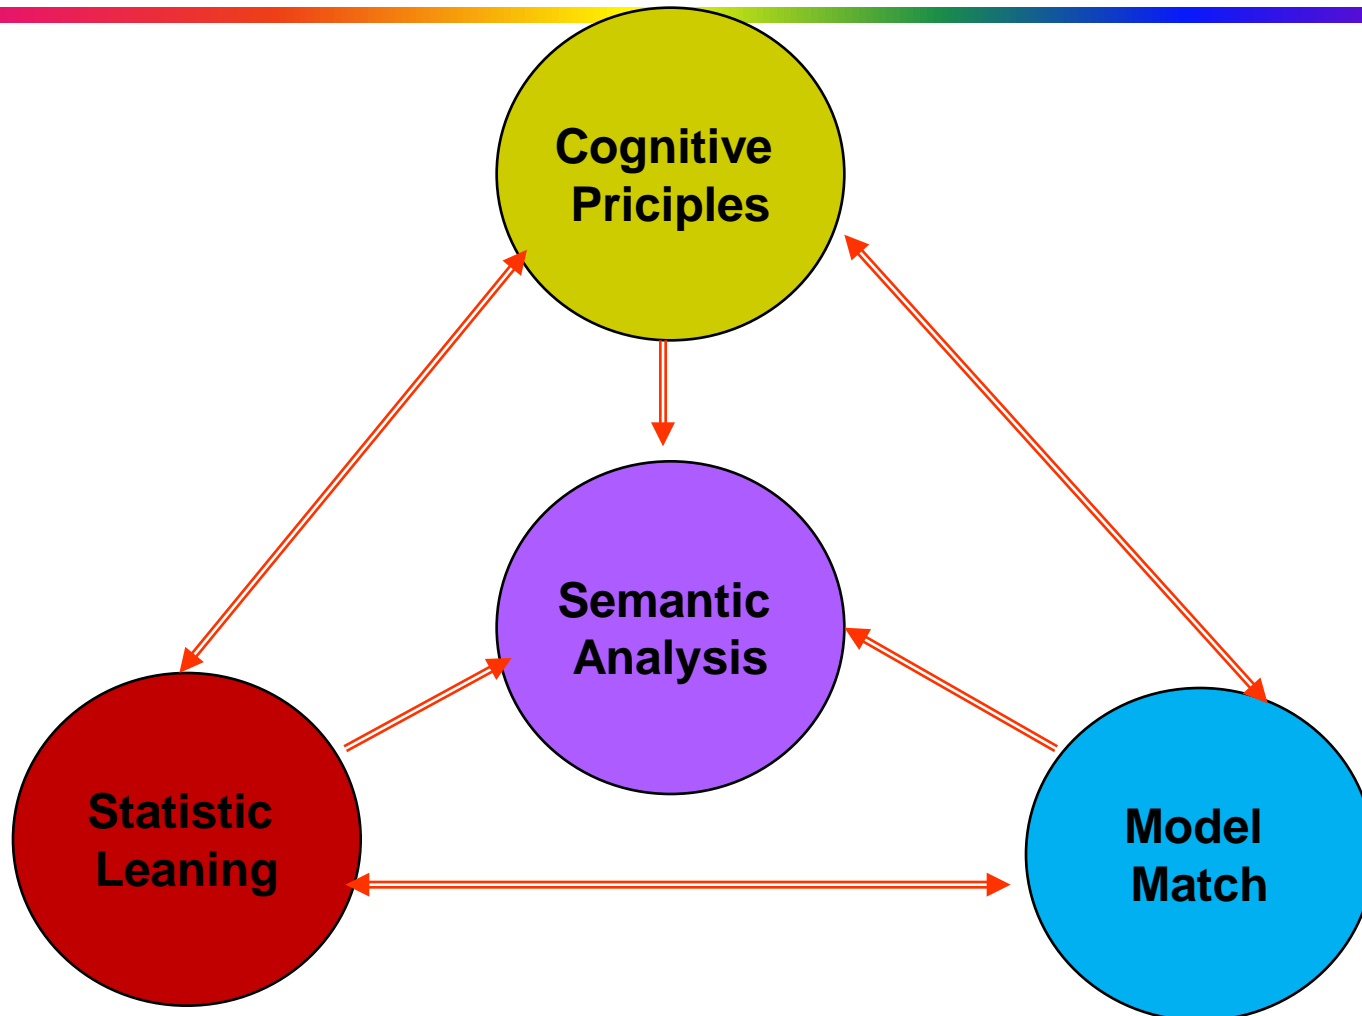 Cognitive
Priciples
Semantic
Analysis
Statistic
Leaning
Model
Match